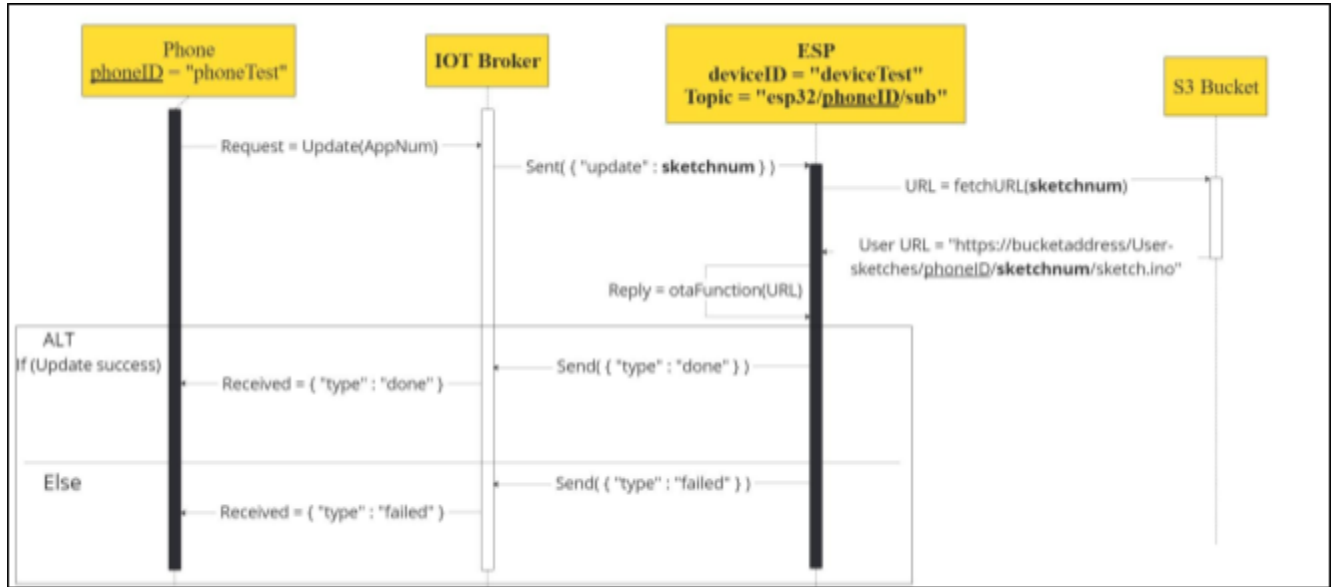 Phone
phoneID = "phoneTest"
IOT Broker
ESP
deviceID = "deviceTest"
Topic = "esp32/phoneID/sub"
S3 Bucket
Request = Update(AppNum)
Sent( { "update" : sketchnum } )
URL = fetchURL(sketchnum)
User URL = "https://bucketaddress/User-
sketches/phoneID/sketchnum/sketch.ino"
Reply = otaFunction(URL)
ALT
If (Update success)
Send( { "type" : "done" } )
Received = { "type" : "done" }
Else
Send( { "type" : "failed" } )
Received = { "type" : "failed" }